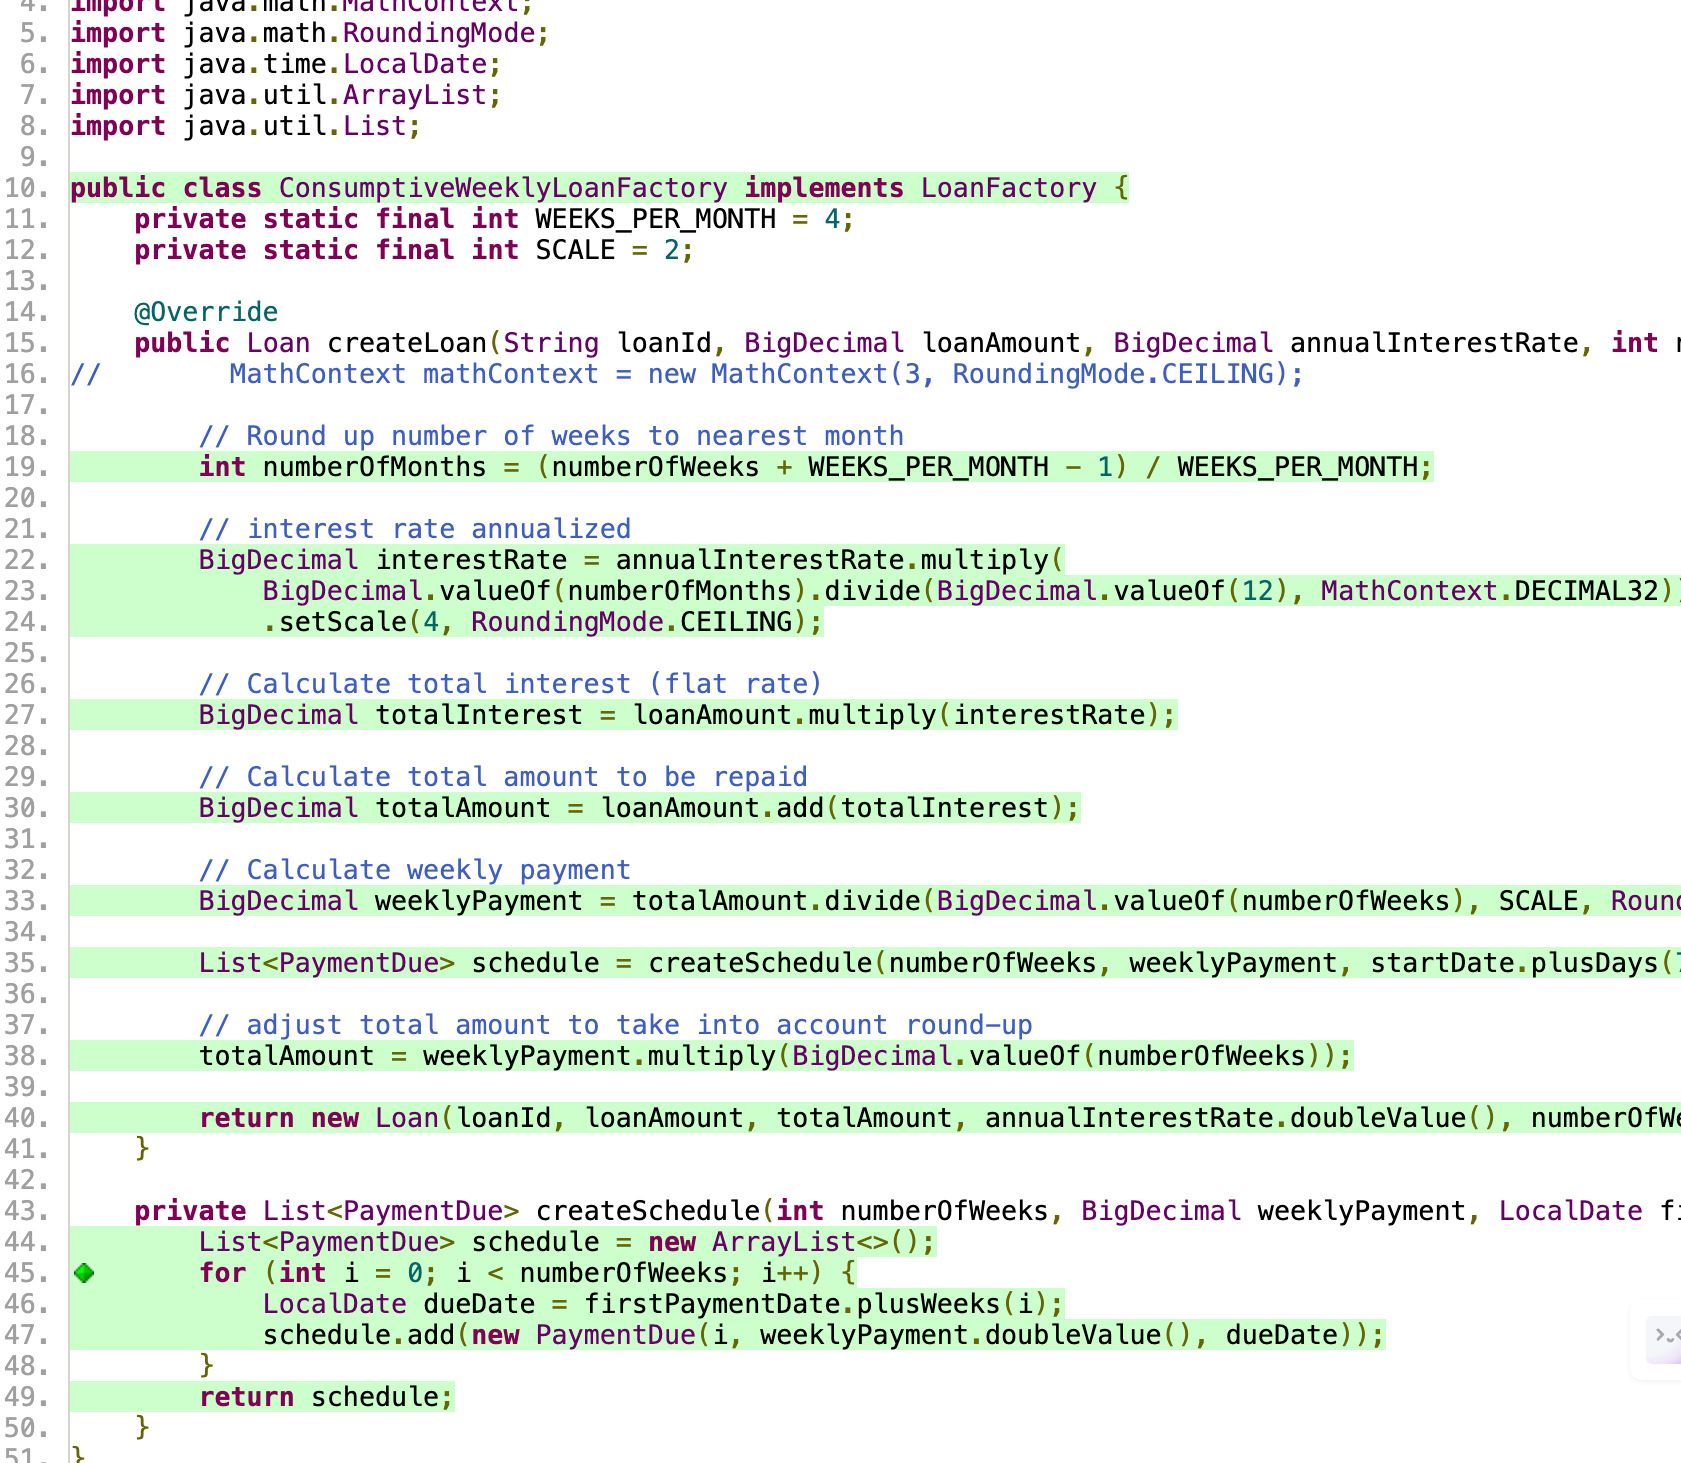 4. import java.math.MathContext;
5. import java.math.RoundingMode;
6. import java.time.LocalDate;
7. import java.util.ArrayList;
8. import java.util.List;
9.
10. public class ConsumptiveWeeklyLoanFactory implements LoanFactory {
11.     private static final int WEEKS_PER_MONTH = 4;
12.     private static final int SCALE = 2;
13.
14.     @Override
15.     public Loan createLoan(String loanId, BigDecimal loanAmount, BigDecimal annualInterestRate, int
16. //        MathContext mathContext = new MathContext(3, RoundingMode.CEILING);
17.
18.         // Round up number of weeks to nearest month
19.         int numberOfMonths = (numberOfWeeks + WEEKS_PER_MONTH - 1) / WEEKS_PER_MONTH;
20.
21.         // interest rate annualized
22.         BigDecimal interestRate = annualInterestRate.multiply(
23.             BigDecimal.valueOf(numberOfMonths).divide(BigDecimal.valueOf(12), MathContext.DECIMAL32))
24.             .setScale(4, RoundingMode.CEILING);
25.
26.         // Calculate total interest (flat rate)
27.         BigDecimal totalInterest = loanAmount.multiply(interestRate);
28.
29.         // Calculate total amount to be repaid
30.         BigDecimal totalAmount = loanAmount.add(totalInterest);
31.
32.         // Calculate weekly payment
33.         BigDecimal weeklyPayment = totalAmount.divide(BigDecimal.valueOf(numberOfWeeks), SCALE, Roun
34.
35.         List<PaymentDue> schedule = createSchedule(numberOfWeeks, weeklyPayment, startDate.plusDays(7
36.
37.         // adjust total amount to take into account round-up
38.         totalAmount = weeklyPayment.multiply(BigDecimal.valueOf(numberOfWeeks));
39.
40.         return new Loan(loanId, loanAmount, totalAmount, annualInterestRate.doubleValue(), numberOfWe
41.     }
42.
43.     private List<PaymentDue> createSchedule(int numberOfWeeks, BigDecimal weeklyPayment, LocalDate fi
44.         List<PaymentDue> schedule = new ArrayList<>();
45.         for (int i = 0; i < numberOfWeeks; i++) {
46.             LocalDate dueDate = firstPaymentDate.plusWeeks(i);
47.             schedule.add(new PaymentDue(i, weeklyPayment.doubleValue(), dueDate));
48.         }
49.         return schedule;
50.     }
51. }